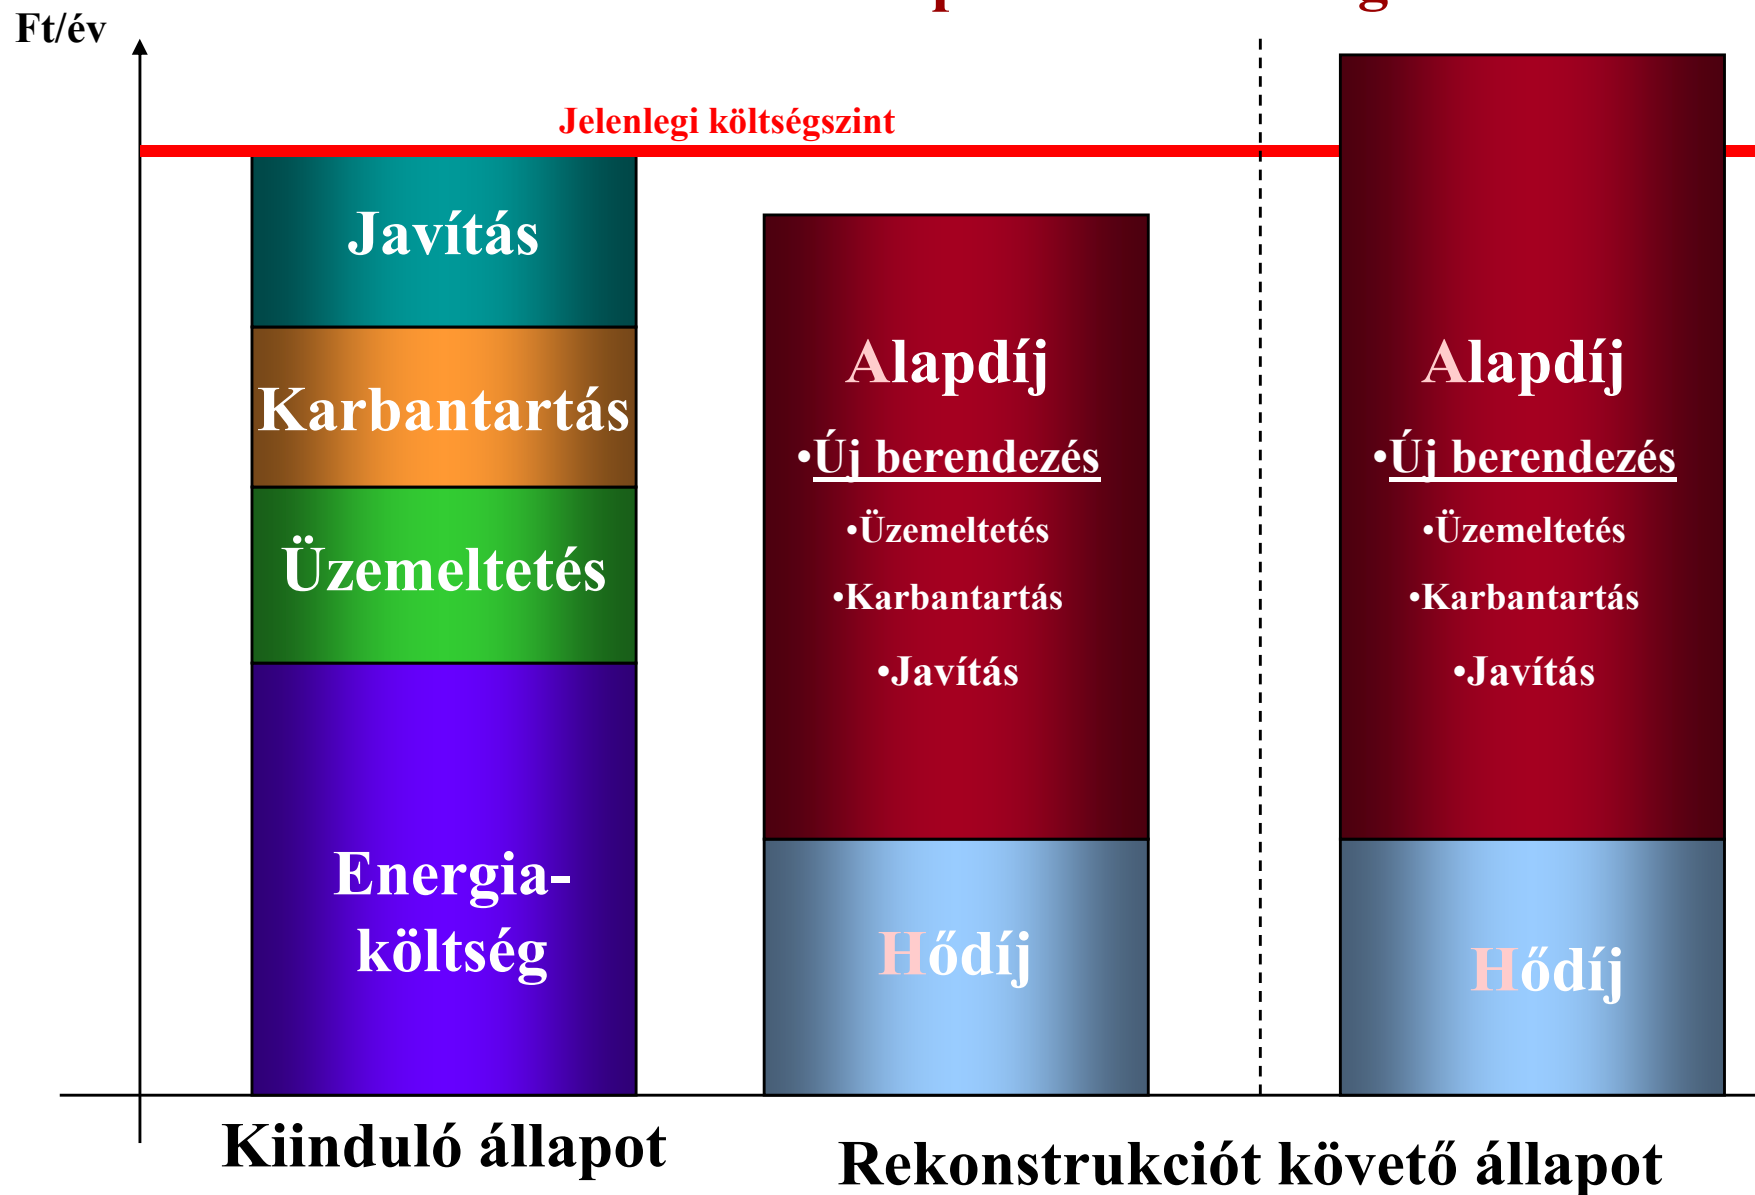 Ft/év
Jelenlegi költségszint
Javítás
Karbantartás
Üzemeltetés
Energia-
költség
Alapdíj
•Új berendezés
•Üzemeltetés
•Karbantartás
•Javítás
Hődíj
Alapdíj
•Új berendezés
•Üzemeltetés
•Karbantartás
•Javítás
Hődíj
Kiinduló állapot
Rekonstrukciót követő állapot